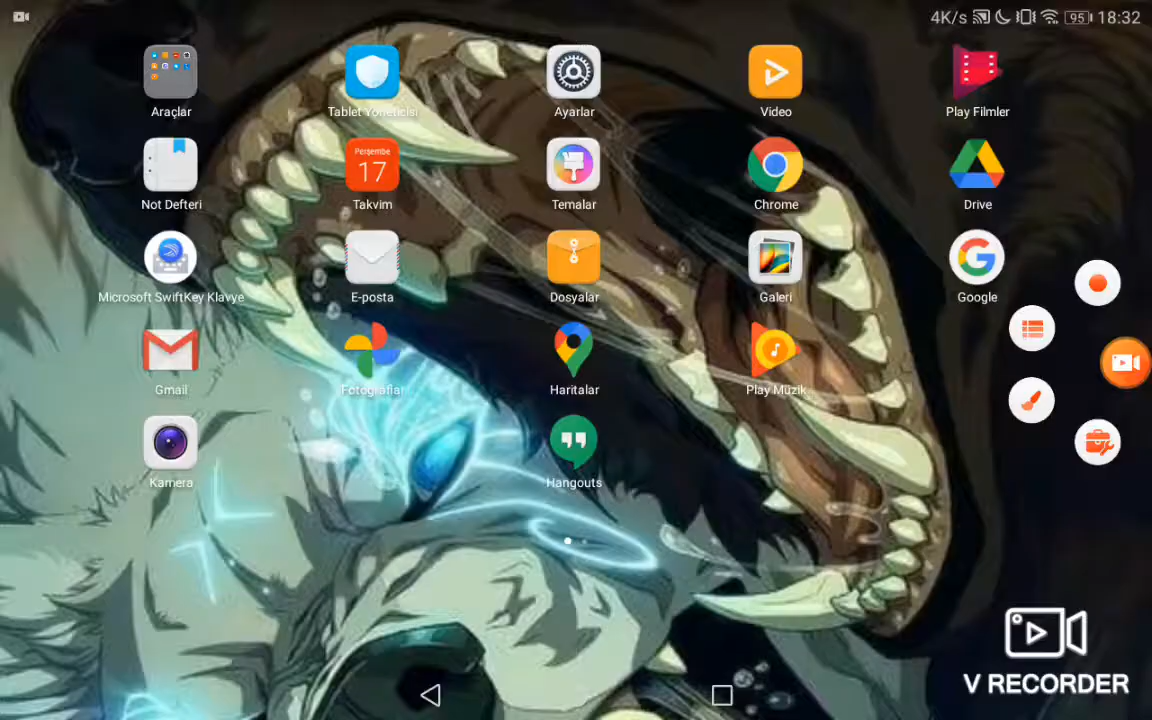 4K/s 95 18:32
Araçlar
Tablet Yöneticisi
Ayarlar
Video
Play Filmler
Not Defteri
Perşembe
17
Takvim
Temalar
Chrome
Drive
Microsoft SwiftKey Klavye
E-posta
Dosyalar
Galeri
Google
Gmail
Fotoğraflar
Haritalar
Play Müzik
Kamera
Hangouts
V RECORDER